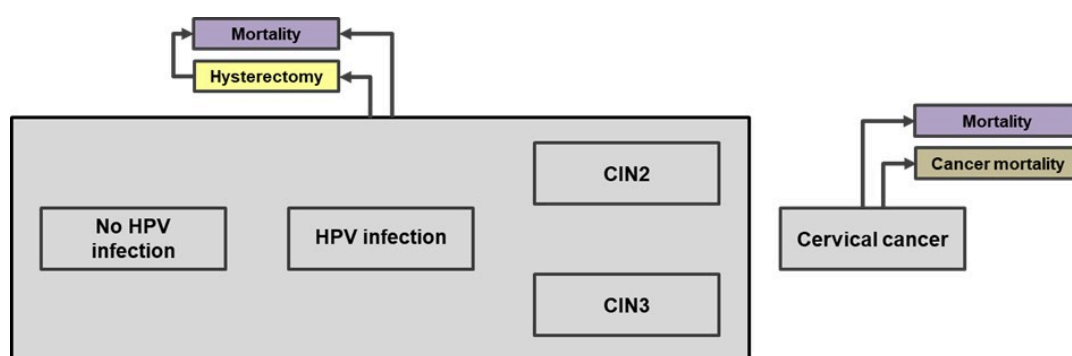 Mortality
Hysterectomy
Mortality
Cancer mortality
CIN2
No HPV
infection
HPV infection
Cervical cancer
CIN3